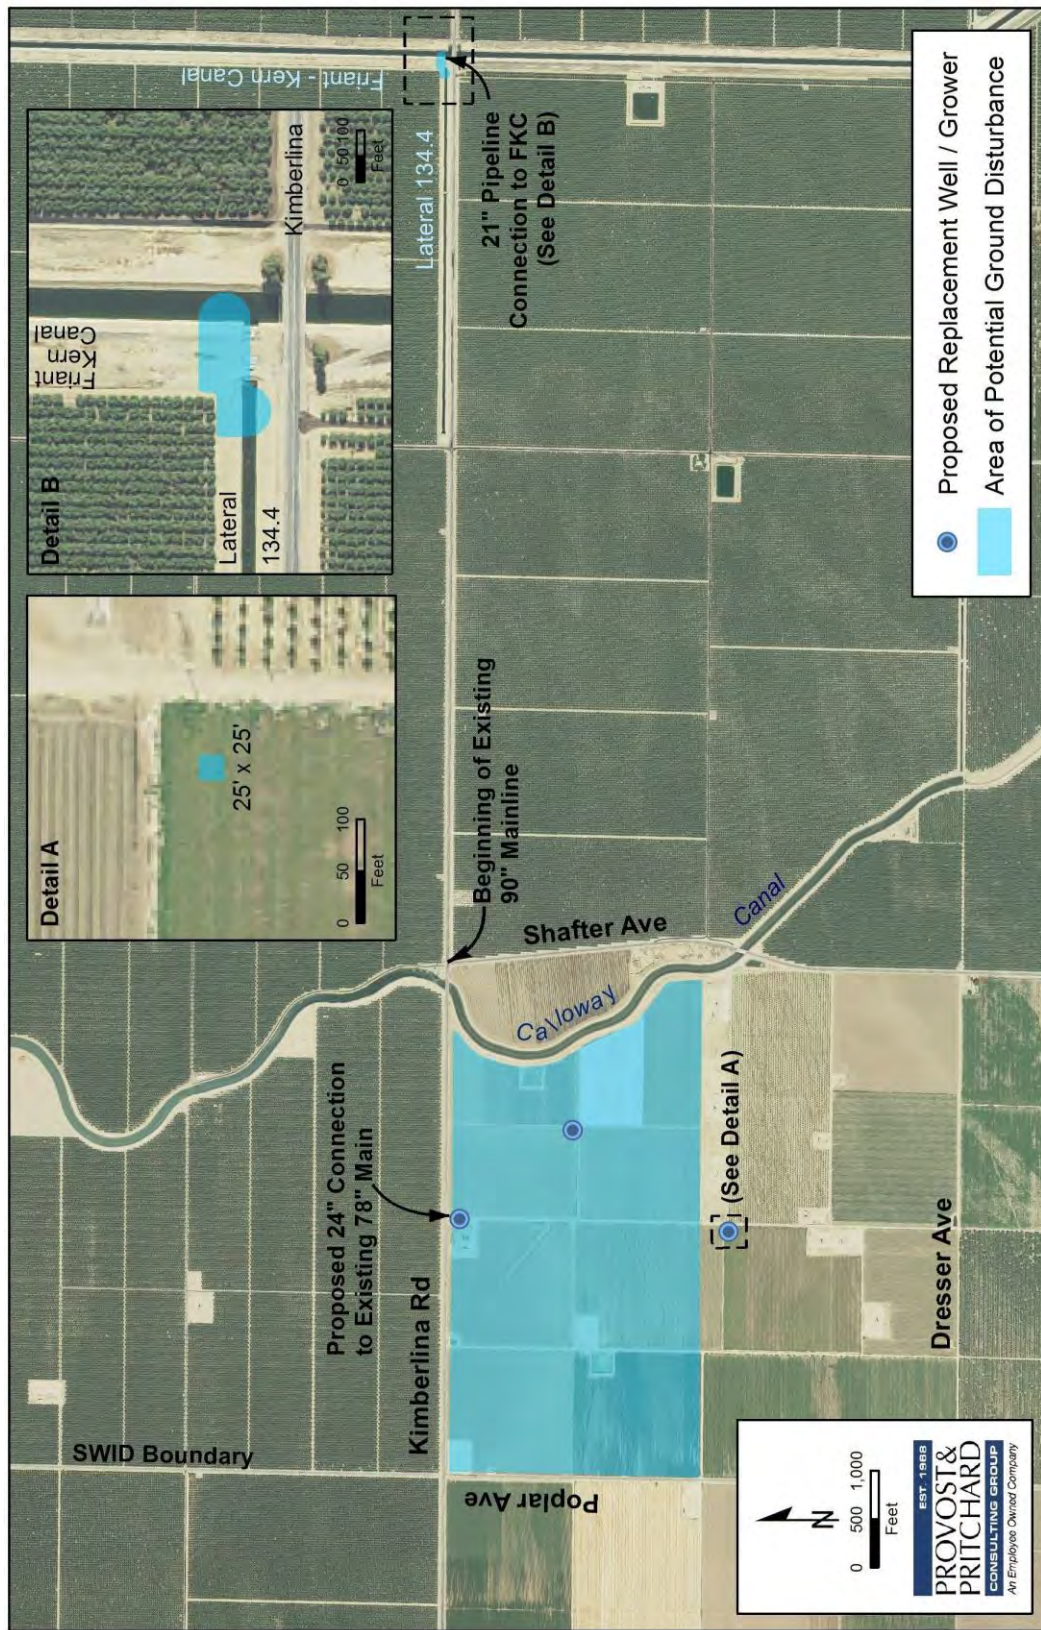 SWID Boundary
Kimberlina Rd
Poplar Ave
Proposed 24" Connection
to Existing 78" Main
Beginning of Existing
90" Mainline
Shafter Ave
Calloway
Canal
(See Detail A)
Dresser Ave
Detail A
25' x 25'
0 50 100
Feet
Detail B
Friant
Kern
Canal
Lateral
134.4
Kimberlina
0 50 100
Feet
Friant - Kern Canal
Lateral 134.4
21" Pipeline
Connection to FKC
(See Detail B)
N
0 500 1,000
Feet
EST. 1968
PROVOST&
PRITCHARD
CONSULTING GROUP
An Employee Owned Company
Proposed Replacement Well / Grower
Area of Potential Ground Disturbance